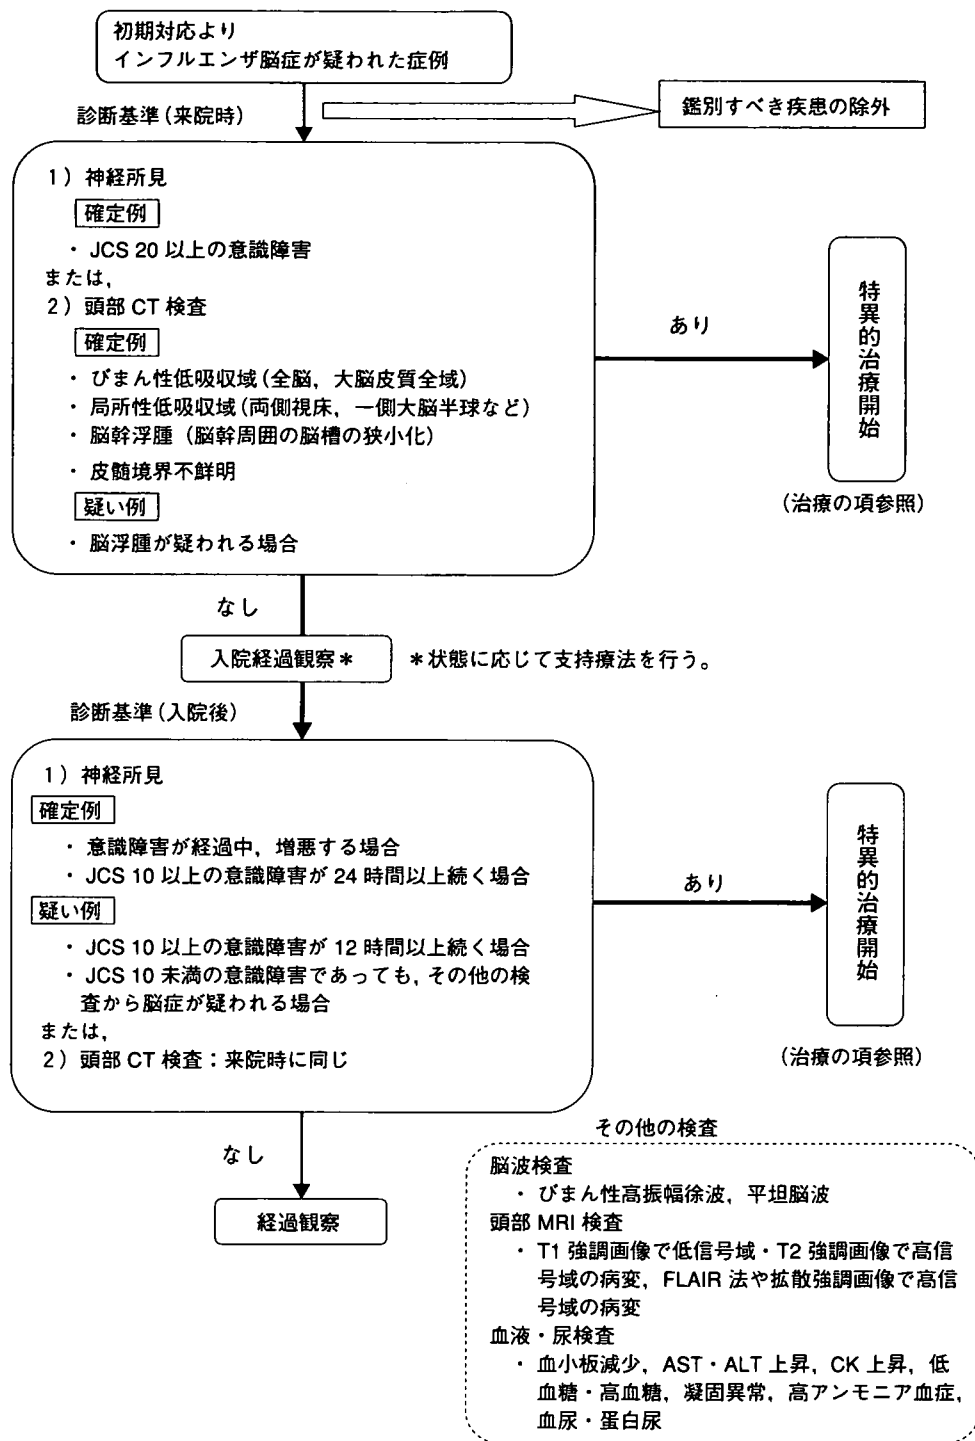 初期対応より
インフルエンザ脳症が疑われた症例
診断基準(来院時)
鑑別すべき疾患の除外
1)神経所見
確定例
・JCS 20 以上の意識障害
または,
2)頭部 CT 検査
確定例
・びまん性低吸収域(全脳,大脳皮質全域)
・局所性低吸収域(両側視床,一側大脳半球など)
・脳幹浮腫(脳幹周囲の脳槽の狭小化)
・皮髄境界不鮮明
疑い例
・脳浮腫が疑われる場合
あり
特異的治療開始
(治療の項参照)
なし
入院経過観察*
*状態に応じて支持療法を行う。
診断基準(入院後)
1)神経所見
確定例
・意識障害が経過中,増悪する場合
・JCS 10 以上の意識障害が 24 時間以上続く場合
疑い例
・JCS 10 以上の意識障害が 12 時間以上続く場合
・JCS 10 未満の意識障害であっても,その他の検
査から脳症が疑われる場合
または,
2)頭部 CT 検査:来院時に同じ
あり
特異的治療開始
(治療の項参照)
なし
経過観察
その他の検査
脳波検査
・びまん性高振幅徐波,平坦脳波
頭部 MRI 検査
・T1 強調画像で低信号域・T2 強調画像で高信
号域の病変,FLAIR 法や拡散強調画像で高信
号域の病変
血液・尿検査
・血小板減少,AST・ALT 上昇,CK 上昇,低
血糖・高血糖,凝固異常,高アンモニア血症,
血尿・蛋白尿